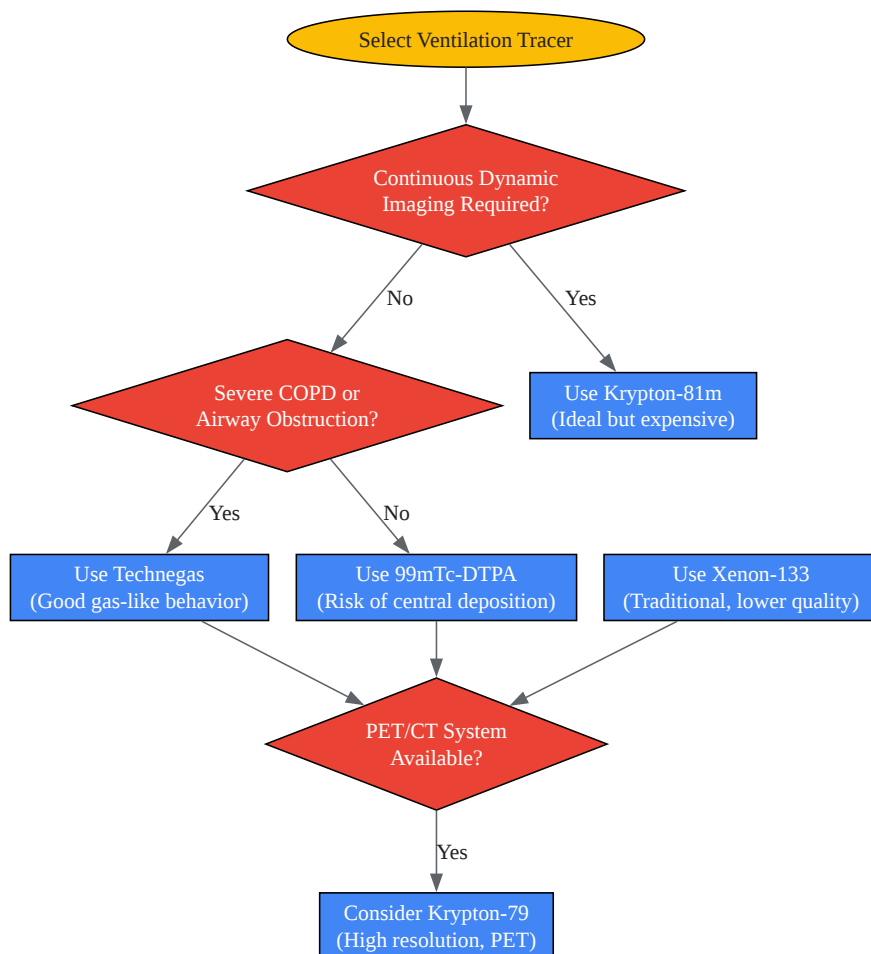 Select Ventilation Tracer
Continuous Dynamic
Imaging Required?
No
Yes
Severe COPD or
Airway Obstruction?
Use Krypton-81m
(Ideal but expensive)
Yes
No
Use Technegas
(Good gas-like behavior)
Use 99mTc-DTPA
(Risk of central deposition)
Use Xenon-133
(Traditional, lower quality)
PET/CT System
Available?
Yes
Consider Krypton-79
(High resolution, PET)